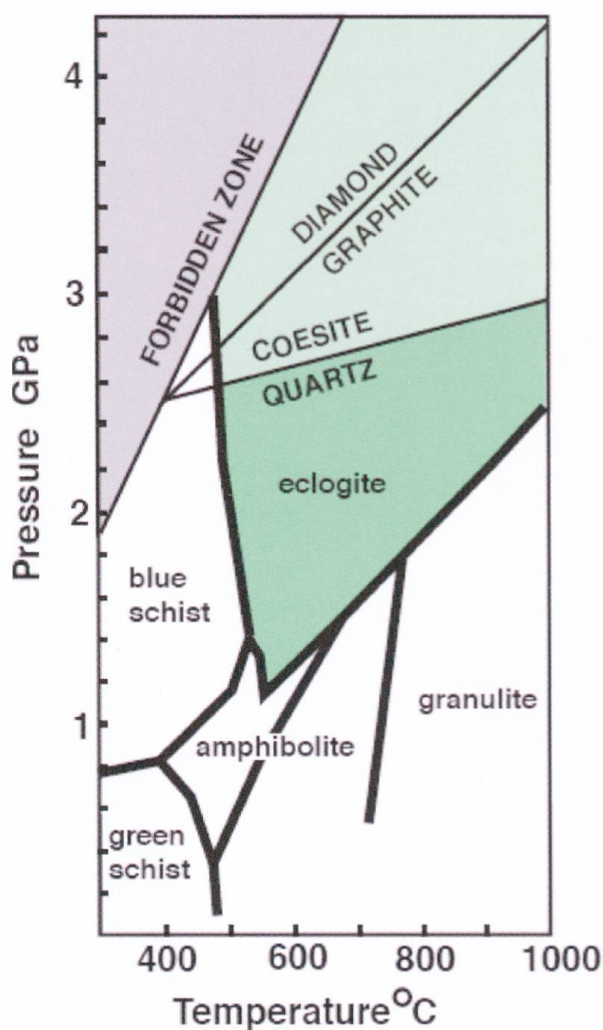 4
3
2
1
Pressure GPa
FORBIDDEN ZONE
DIAMOND
GRAPHITE
COESITE
QUARTZ
eclogite
blue
schist
granulite
amphibolite
green
schist
400
600
800
1000
Temperature°C